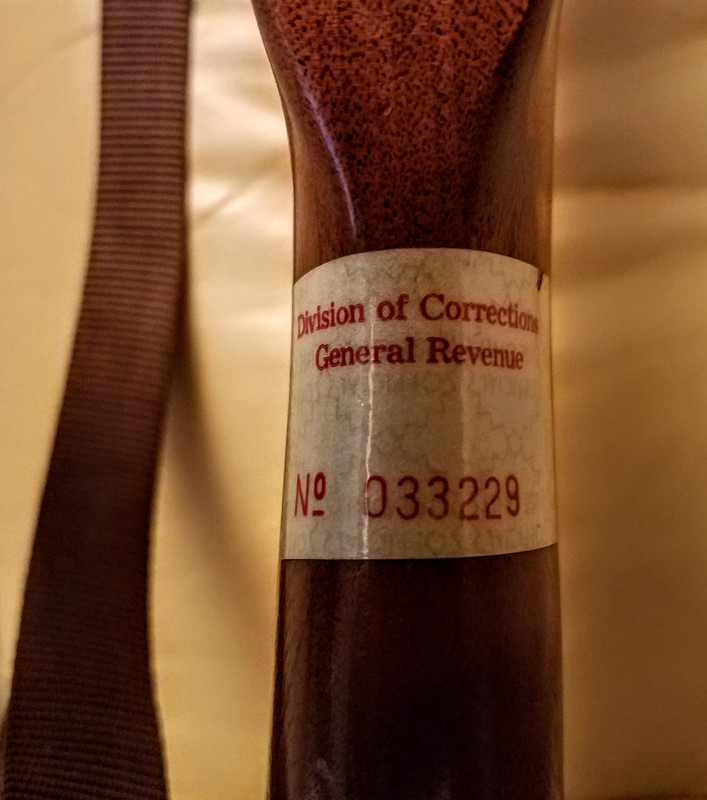 Division of Corrections
General Revenue
Nº 033229